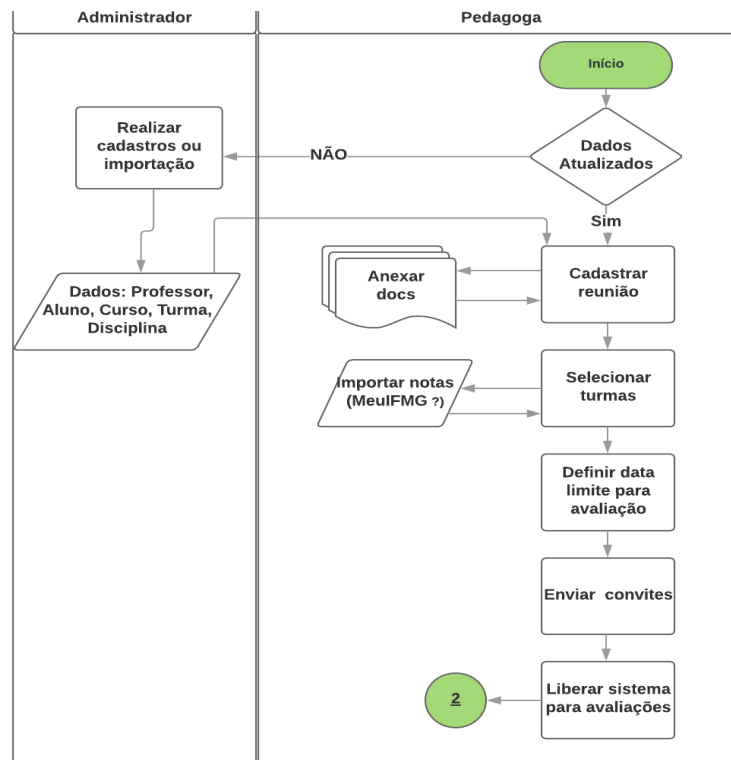 Administrador
Pedagoga
Início
Realizar
cadastros ou
importação
NÃO
Dados
Atualizados
Sim
Dados: Professor,
Aluno, Curso, Turma,
Disciplina
Anexar
docs
Cadastrar
reunião
Importar notas
(MeuIFMG ?)
Selecionar
turmas
Definir data
limite para
avaliação
Enviar convites
Liberar sistema
para avaliações
2